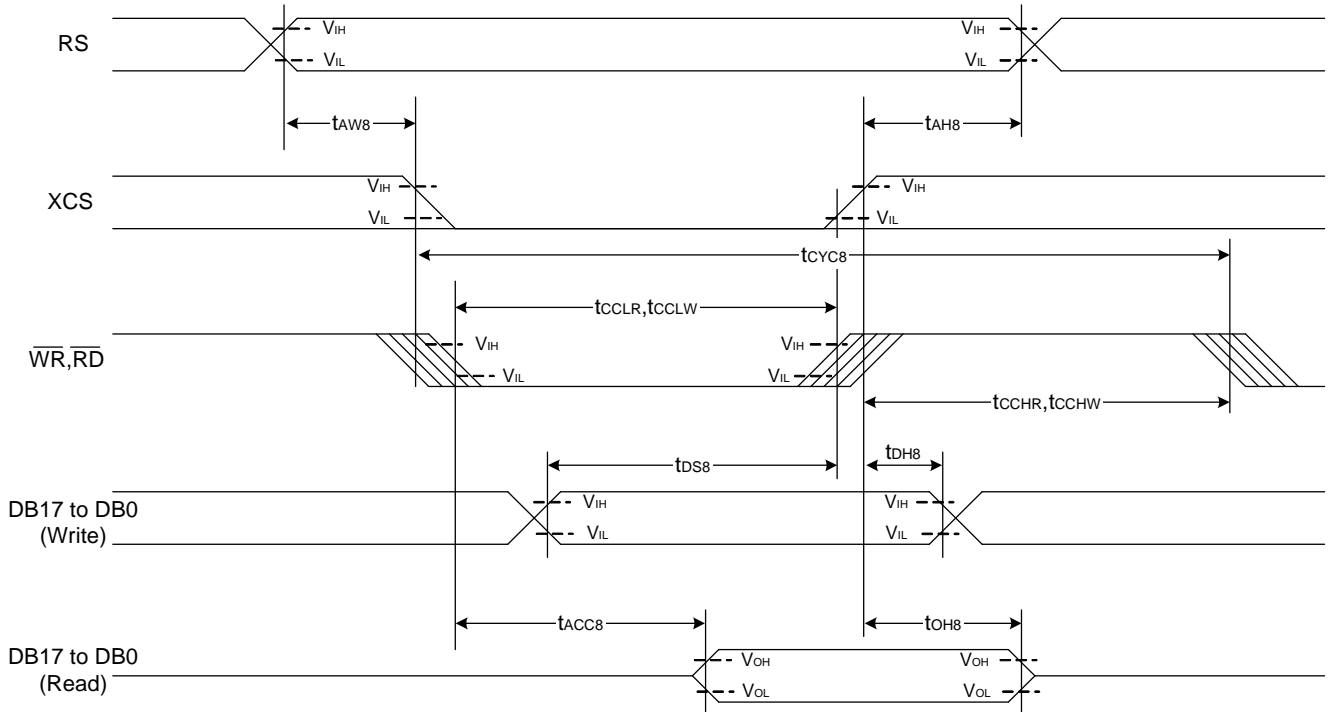 RS
VIH
VIL
VIH
VIL
tAW8
tAH8
XCS
VIH
VIL
VIH
VIL
tCYC8
tCCLR,tCCLW
WR,RD
VIH
VIL
VIH
VIL
tCCHR,tCCHW
tDS8
tDH8
DB17 to DB0
(Write)
VIH
VIL
VIH
VIL
tACC8
tOH8
DB17 to DB0
(Read)
VOH
VOL
VOH
VOL